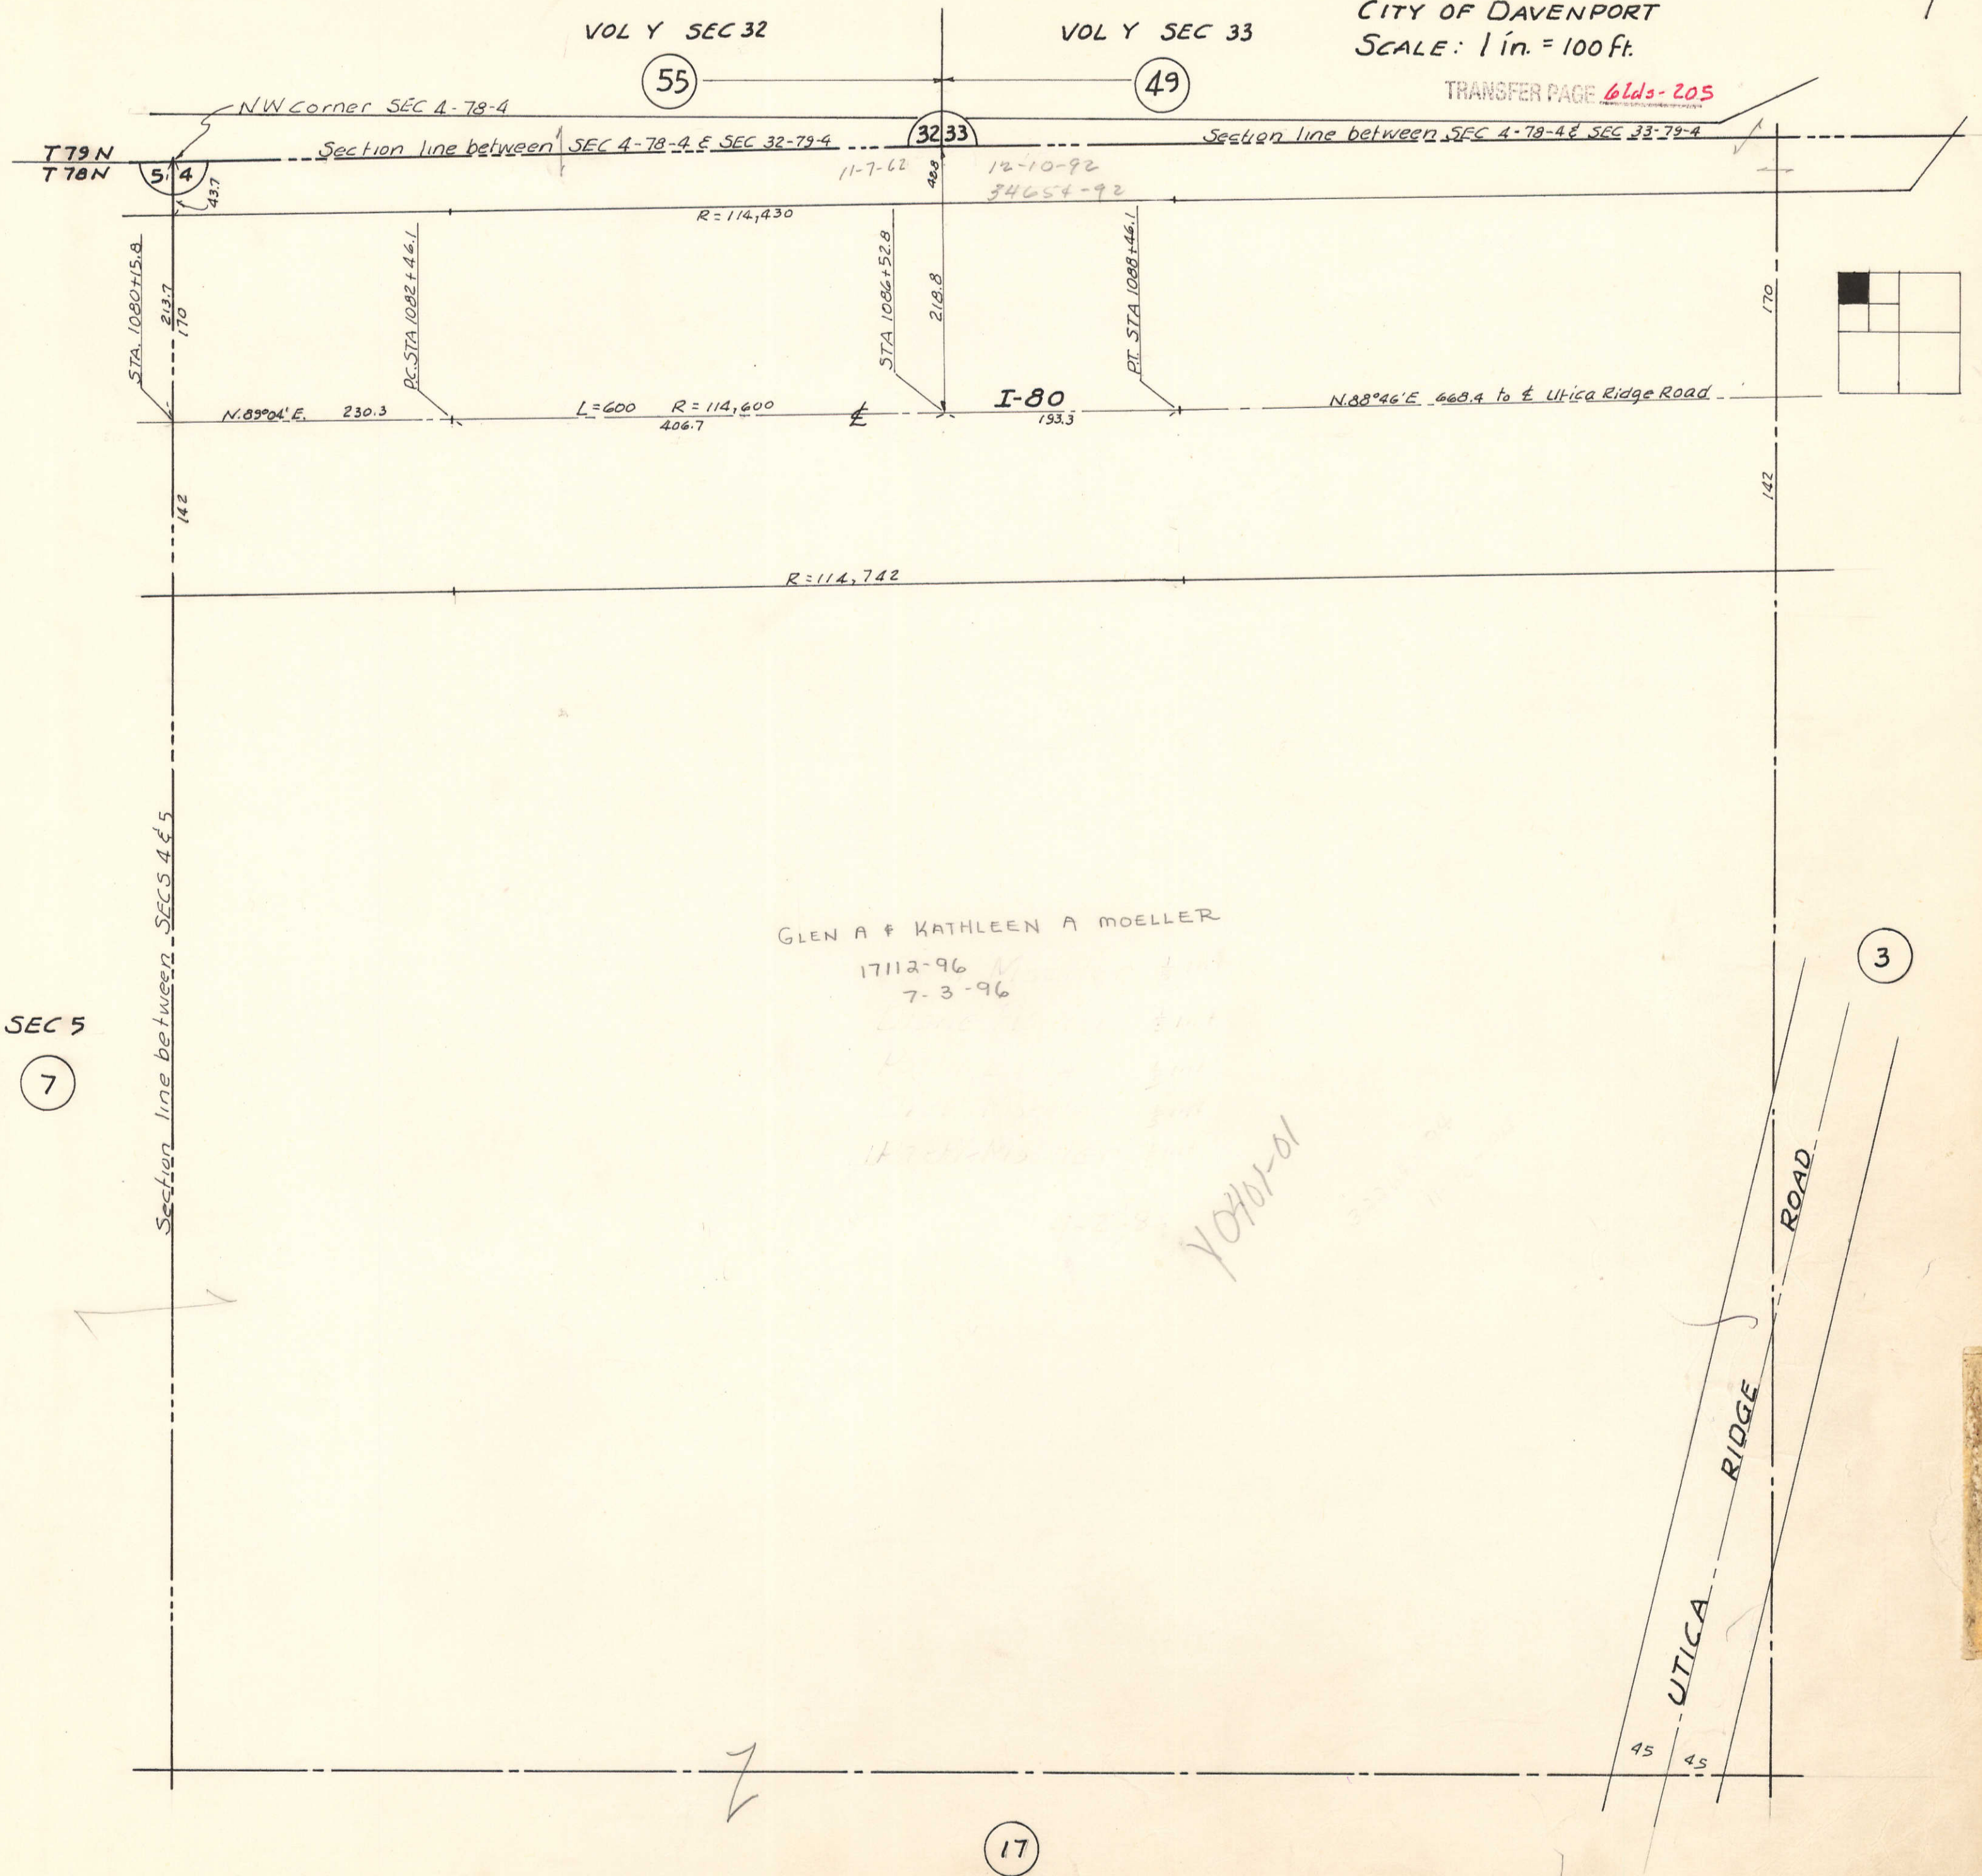 VOL Y SEC 32
VOL Y SEC 33
CITY OF DAVENPORT
SCALE: 1 in. = 100 ft.
55
49
TRANSFER PAGE 61ds-205
NW Corner SEC 4-78-4
Section line between SEC 4-78-4 & SEC 32-79-4
32 33
Section line between SEC 4-78-4 & SEC 33-79-4
T 79 N
T 78 N
5 4
43.7
11-7-62
48.8
12-10-92
34654-92
R = 114,430
STA. 1080+15.8
213.7
170
P.C. STA 1082+46.1
STA 1086+52.8
218.8
P.T. STA 1088+46.1
170
N.89°04'E. 230.3
L=600 R=114,600
406.7
℄
I-80
193.3
N.88°46'E 668.4 to ℄ Utica Ridge Road
142
142
R=114,742
Section line between SECS 4 & 5
GLEN A & KATHLEEN A MOELLER
17112-96
7-3-96
3
SEC 5
7
Y0401-01
UTICA RIDGE ROAD
45
45
17